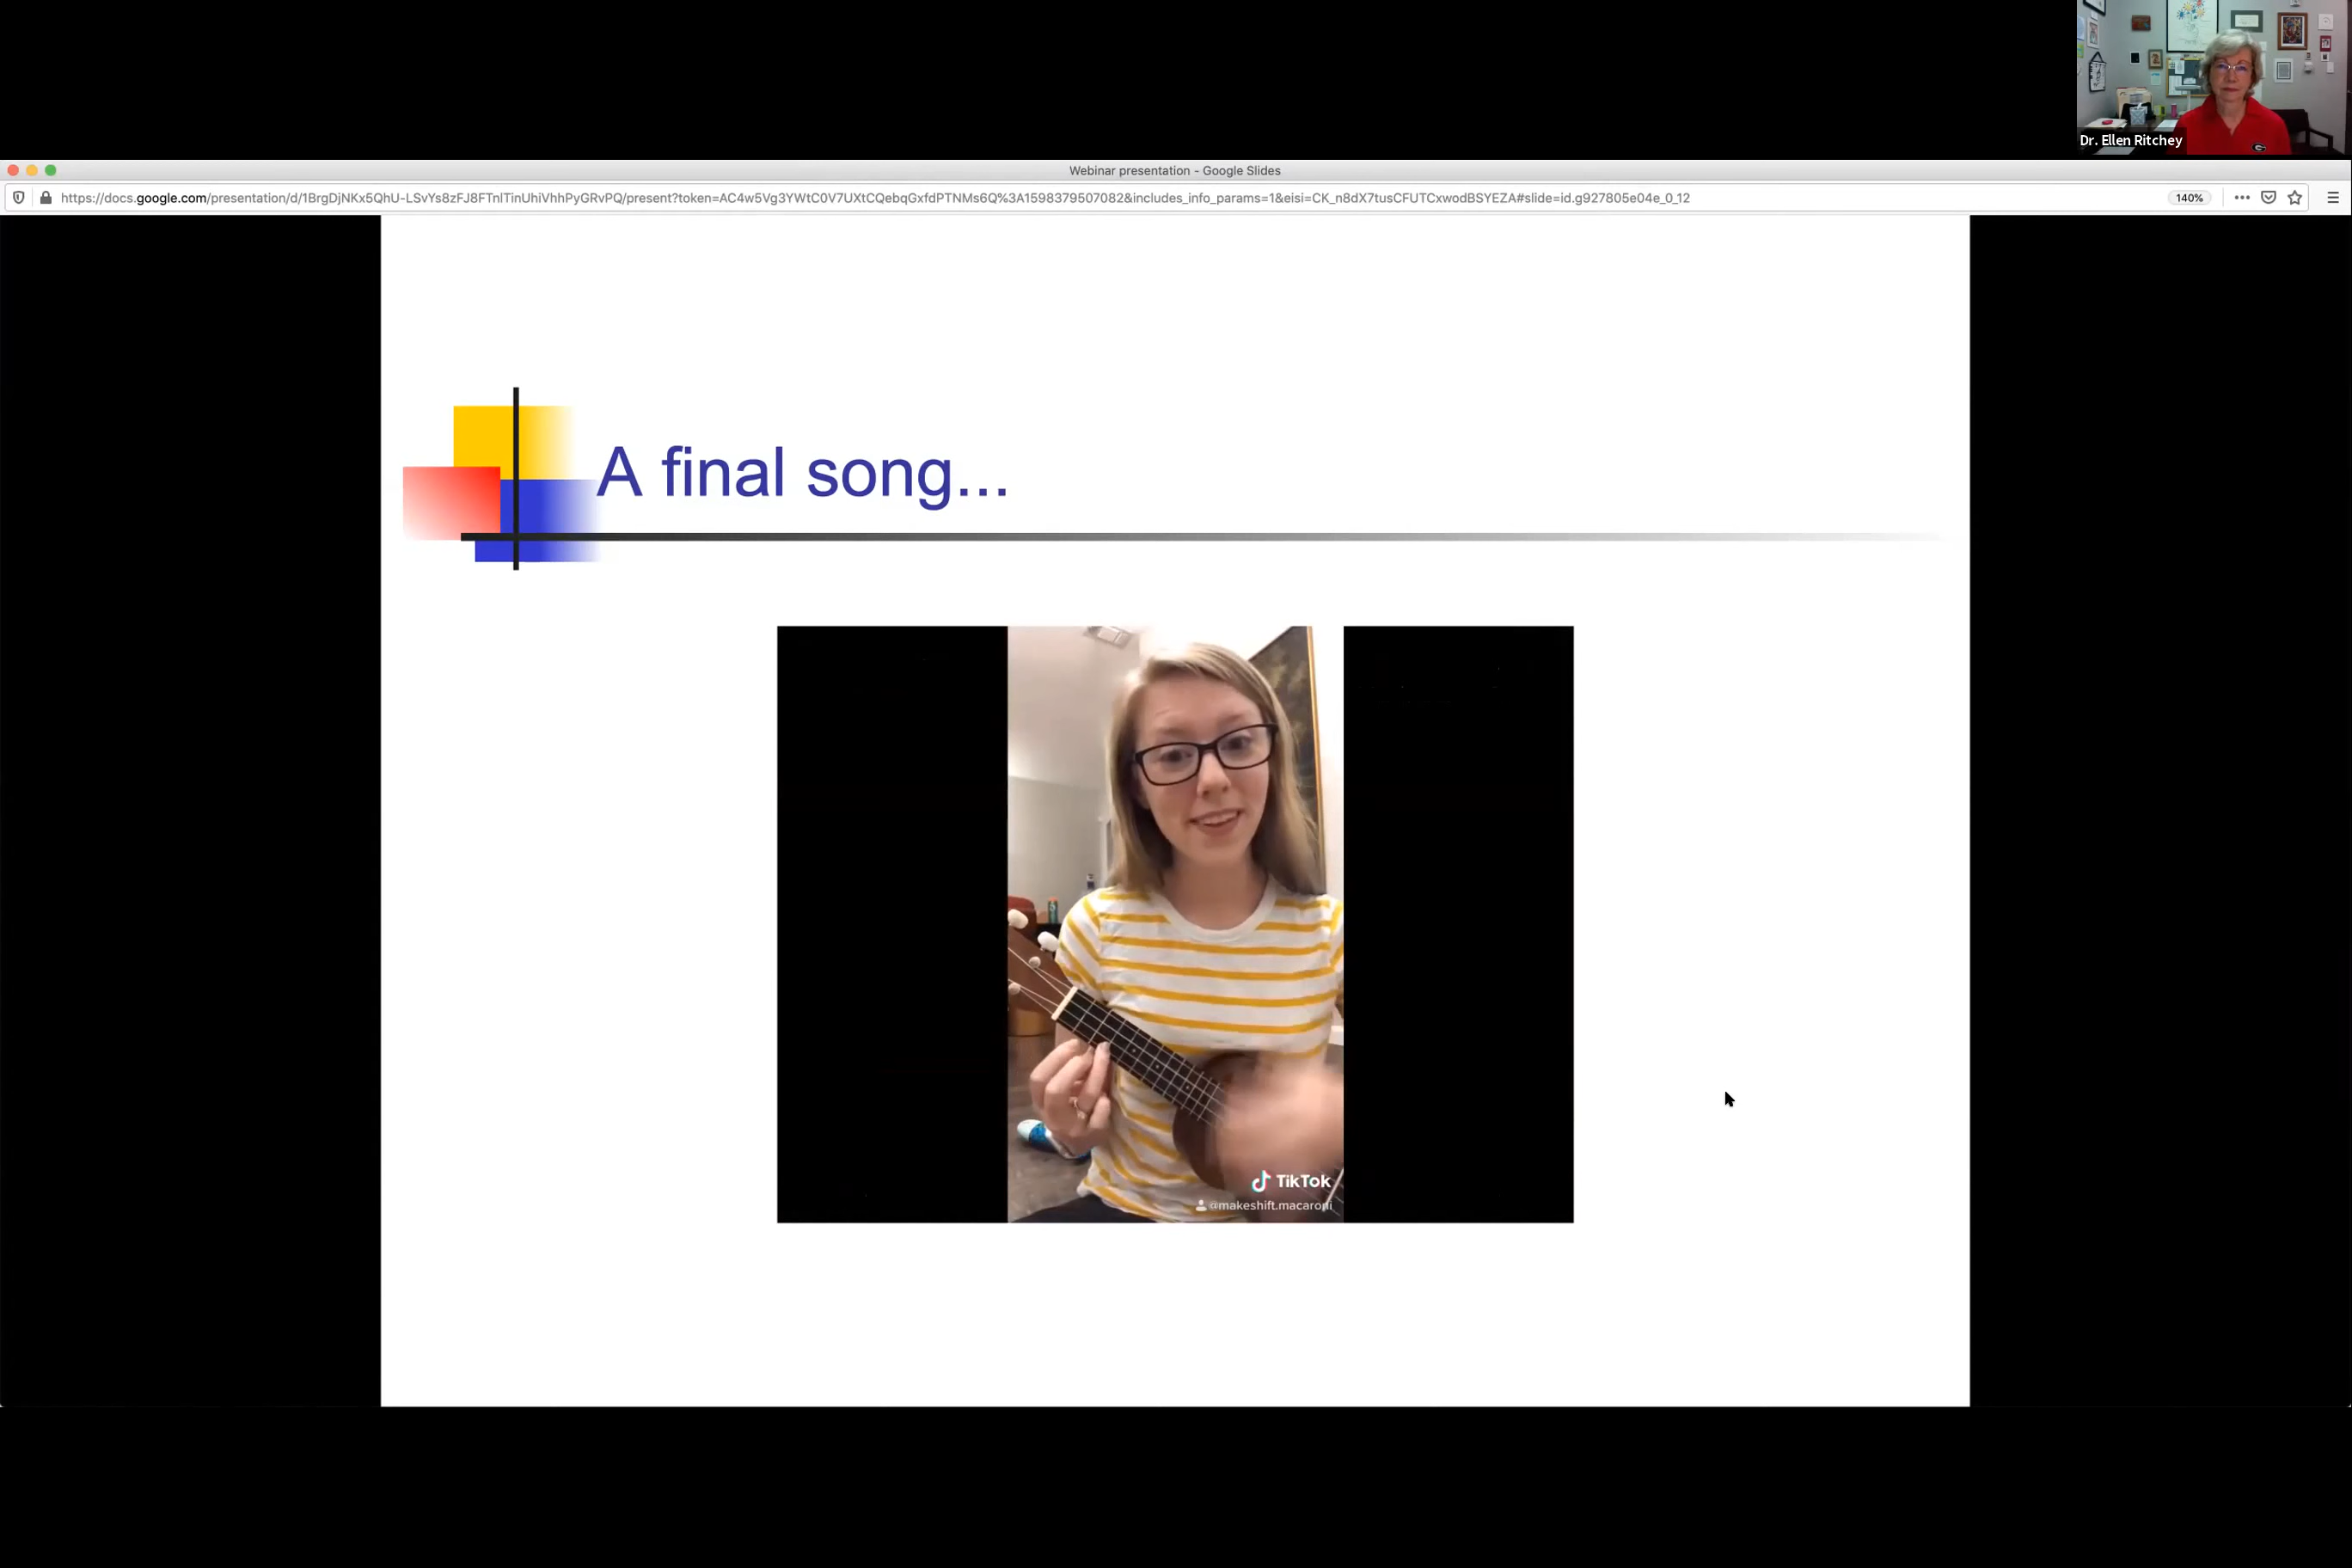 Dr. Ellen Ritchey
Webinar presentation - Google Slides
https://docs.google.com/presentation/d/1BrgDjNKx5QhU-LSvYs8zFJ8FTnlTinUhiVhhPyGRvPQ/present?token=AC4w5Vg3YWtC0V7UXtCQebqGxfdPTNMs6Q%3A1598379507082&includes_info_params=1&eisi=CK_n8dX7tusCFUTCxwodBSYEZA#slide=id.g927805e04e_0_12
140%
A final song...
TikTok
@makeshift.macaroni